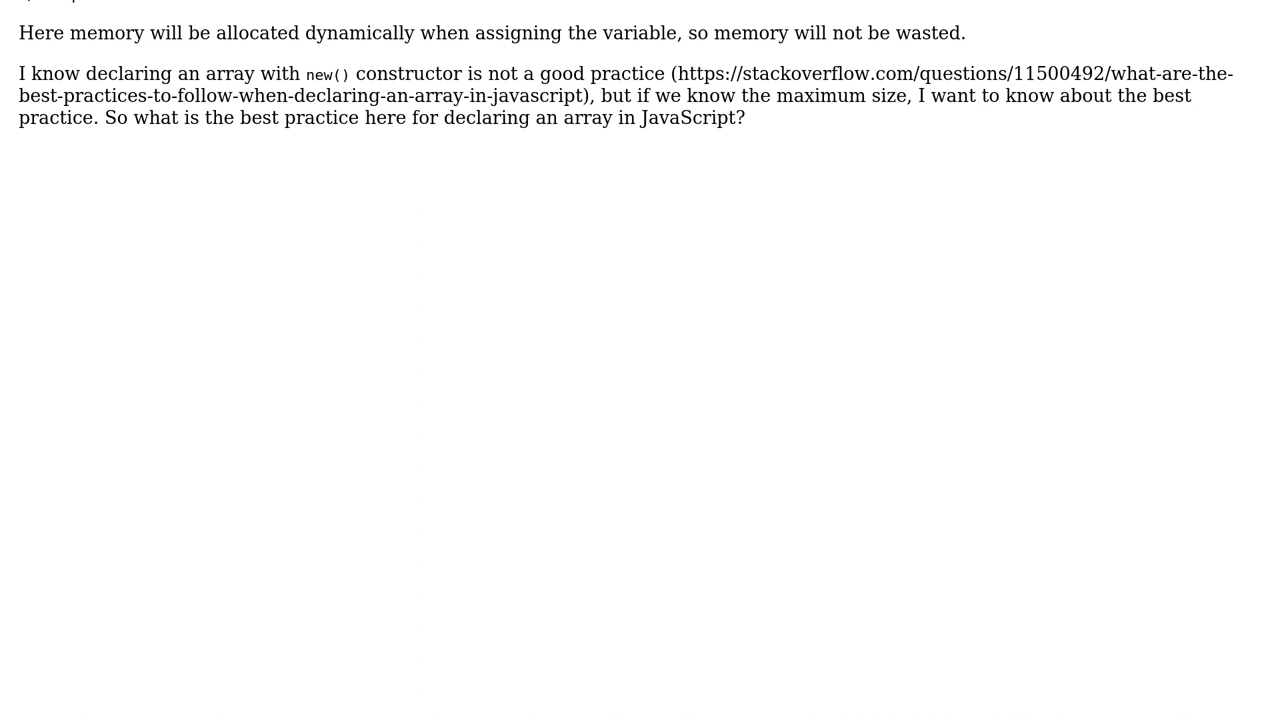 Here memory will be allocated dynamically when assigning the variable, so memory will not be wasted.
I know declaring an array with new() constructor is not a good practice (https://stackoverflow.com/questions/11500492/what-are-the-
best-practices-to-follow-when-declaring-an-array-in-javascript), but if we know the maximum size, I want to know about the best
practice. So what is the best practice here for declaring an array in JavaScript?